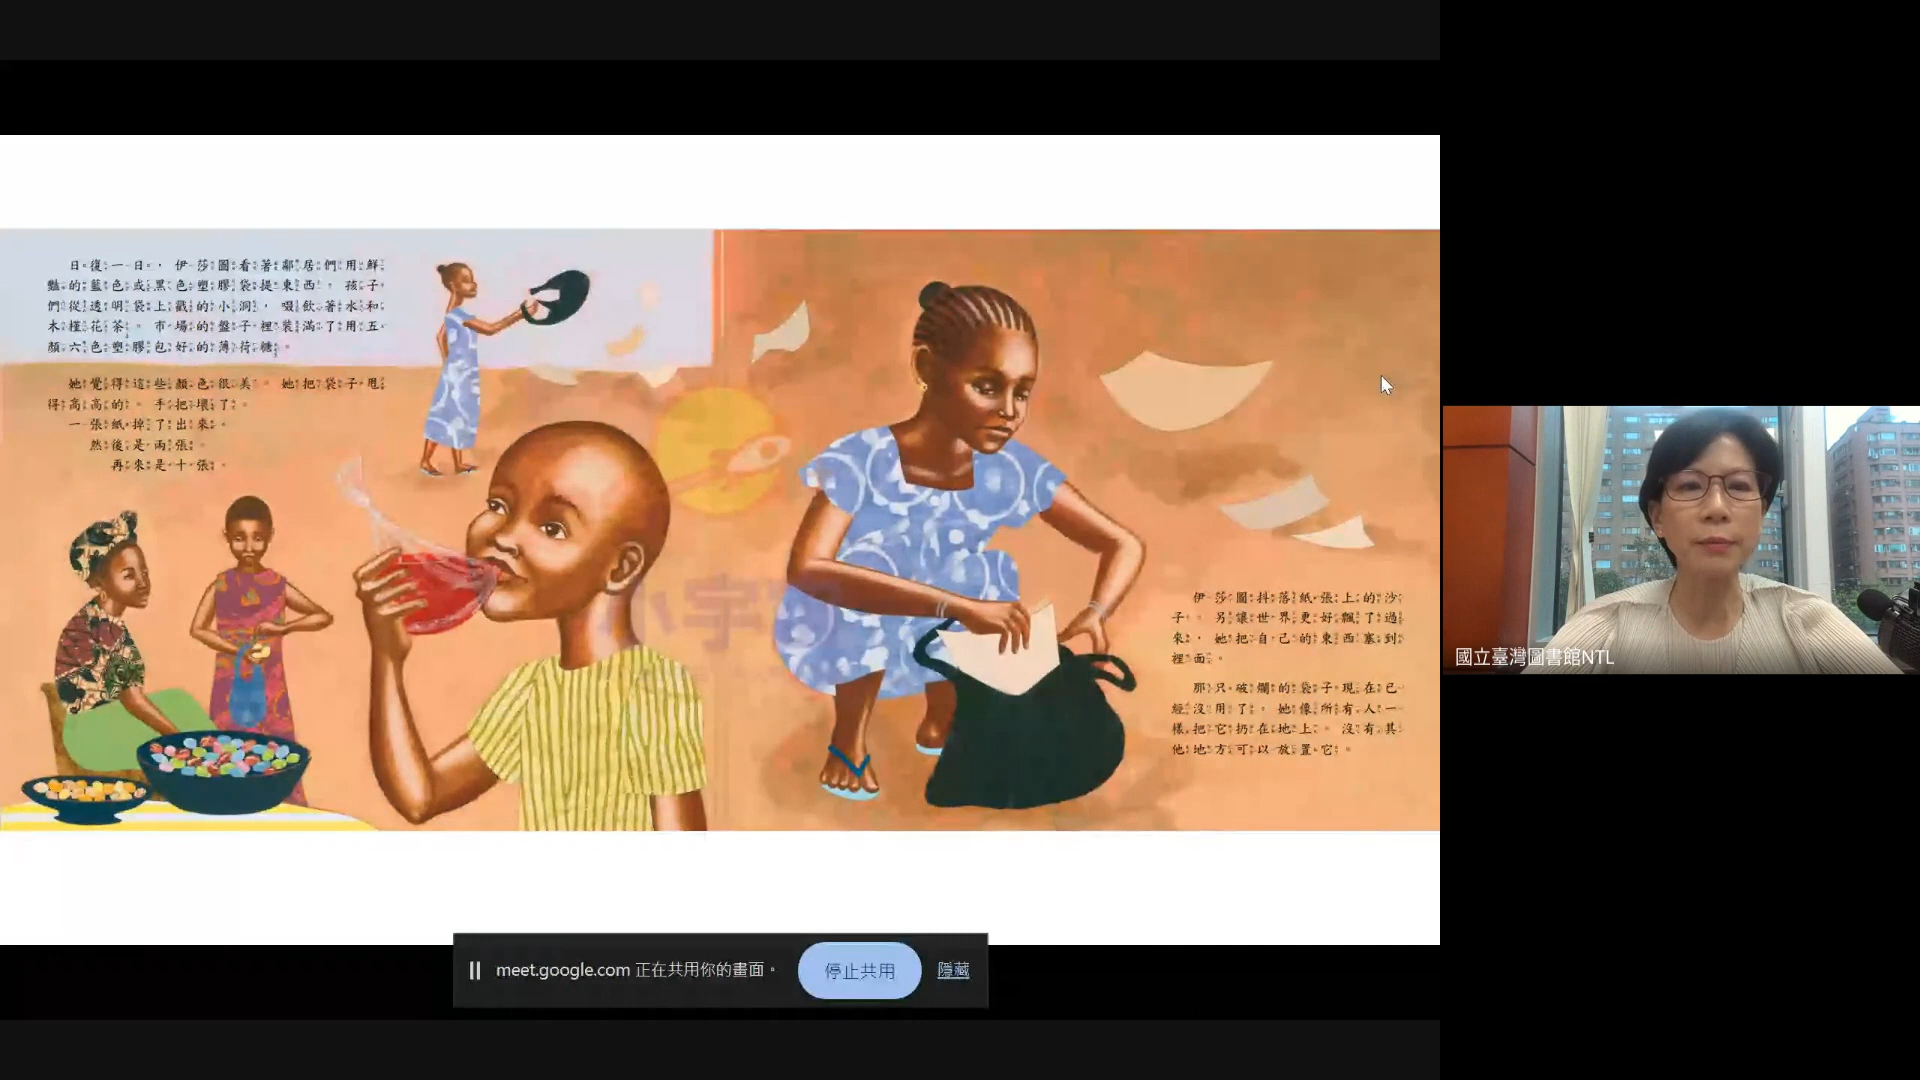 日復一日，伊莎圖看著鄰居們用鮮
豔的藍色或黑色塑膠袋提東西。孩子
們從透明袋上戳的小洞，啜飲著水和
木槿花茶。市場的盤子裡裝滿了用五
顏六色塑膠包好的薄荷糖。
她覺得這些顏色很美。她把袋子甩
得高高的。手把壞了。
一張紙掉了出來。
然後是兩張。
再來是十張。
小宇宙
伊莎圖抖落紙張上的沙
子。另讓世界更好飄了過
來，她把自己的東西塞到
裡面。
那只破爛的袋子現在已
經沒用了。她像所有人一
樣把它扔在地上。沒有其
他地方可以放置它。
國立臺灣圖書館NTL
meet.google.com 正在共用你的畫面。
停止共用
隱藏